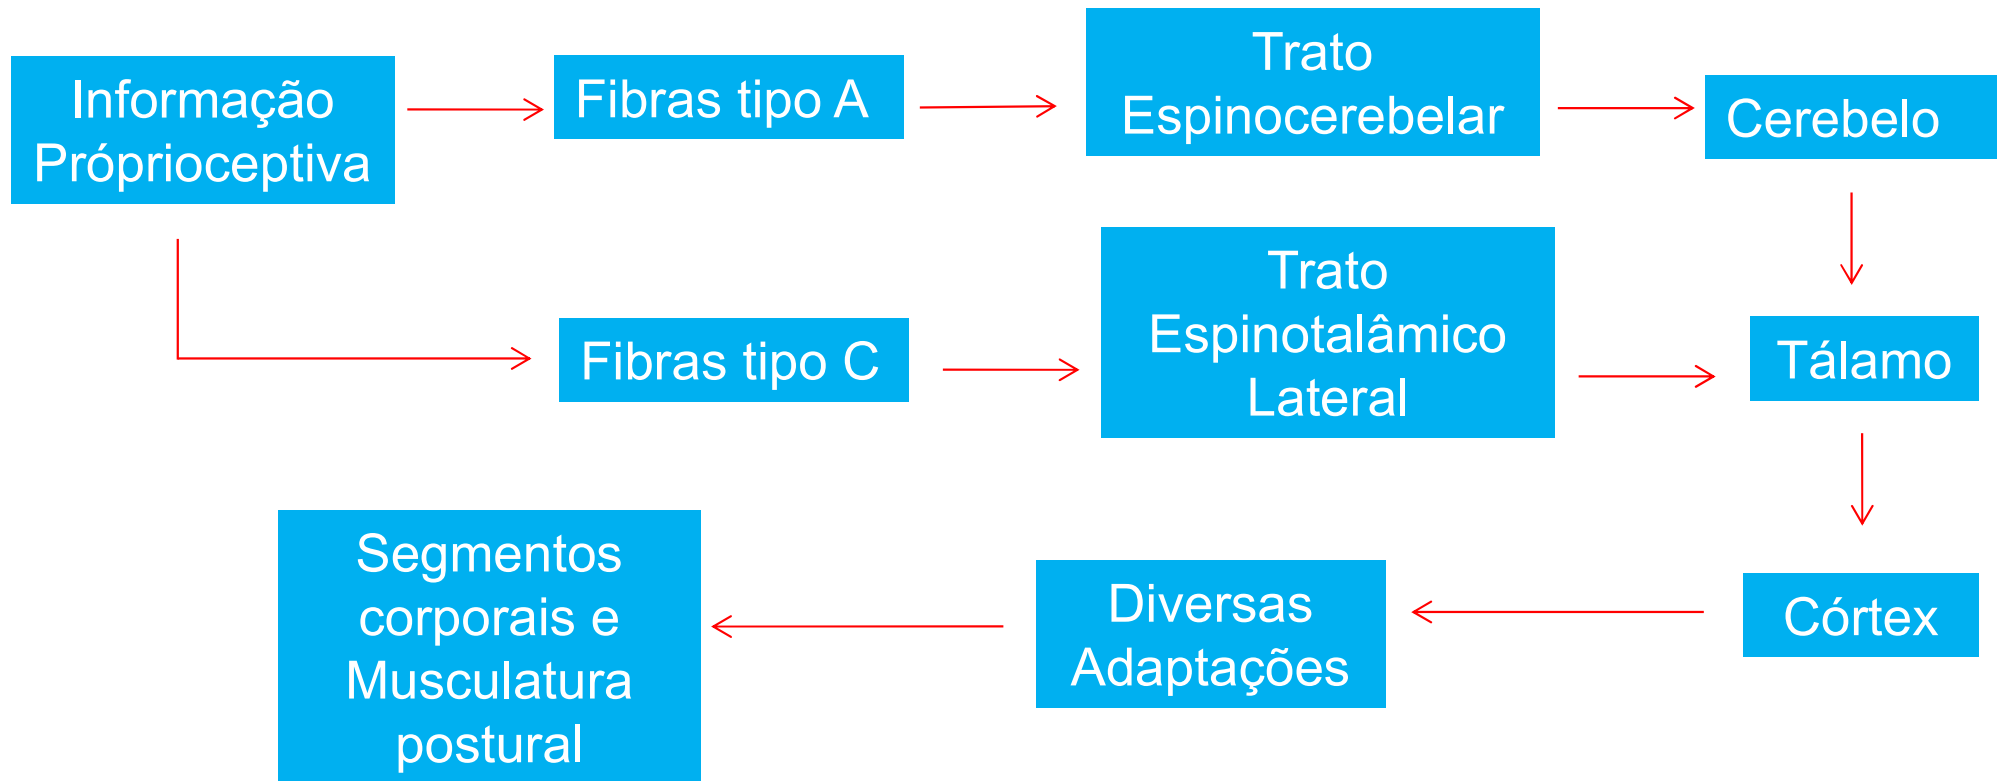 Informação
Próprioceptiva
Fibras tipo A
Trato
Espinocerebelar
Cerebelo
Fibras tipo C
Trato
Espinotalâmico
Lateral
Tálamo
Segmentos
corporais e
Musculatura
postural
Diversas
Adaptações
Córtex